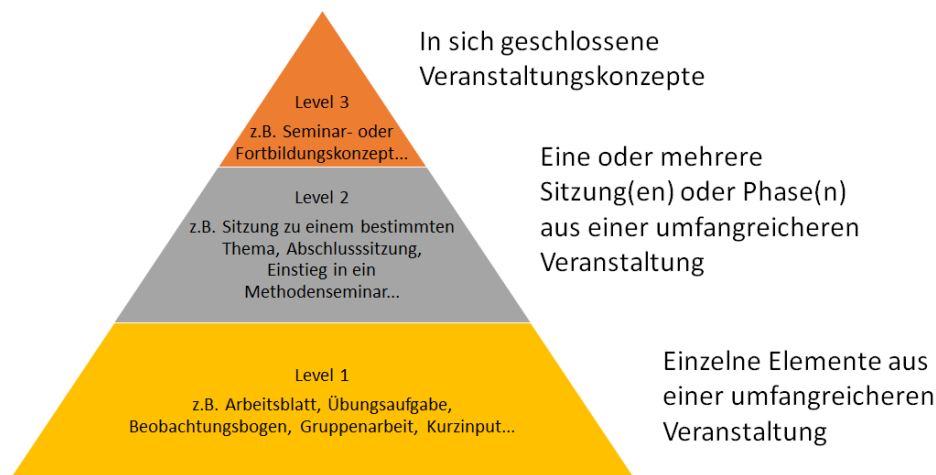 In sich geschlossene
Veranstaltungskonzepte
Level 3
z.B. Seminar- oder
Fortbildungskonzept...
Eine oder mehrere
Sitzung(en) oder Phase(n)
aus einer umfangreicheren
Veranstaltung
Level 2
z.B. Sitzung zu einem bestimmten
Thema, Abschlusssitzung,
Einstieg in ein
Methodenseminar...
Einzelne Elemente aus
einer umfangreicheren
Veranstaltung
Level 1
z.B. Arbeitsblatt, Übungsaufgabe,
Beobachtungsbogen, Gruppenarbeit, Kurzinput...